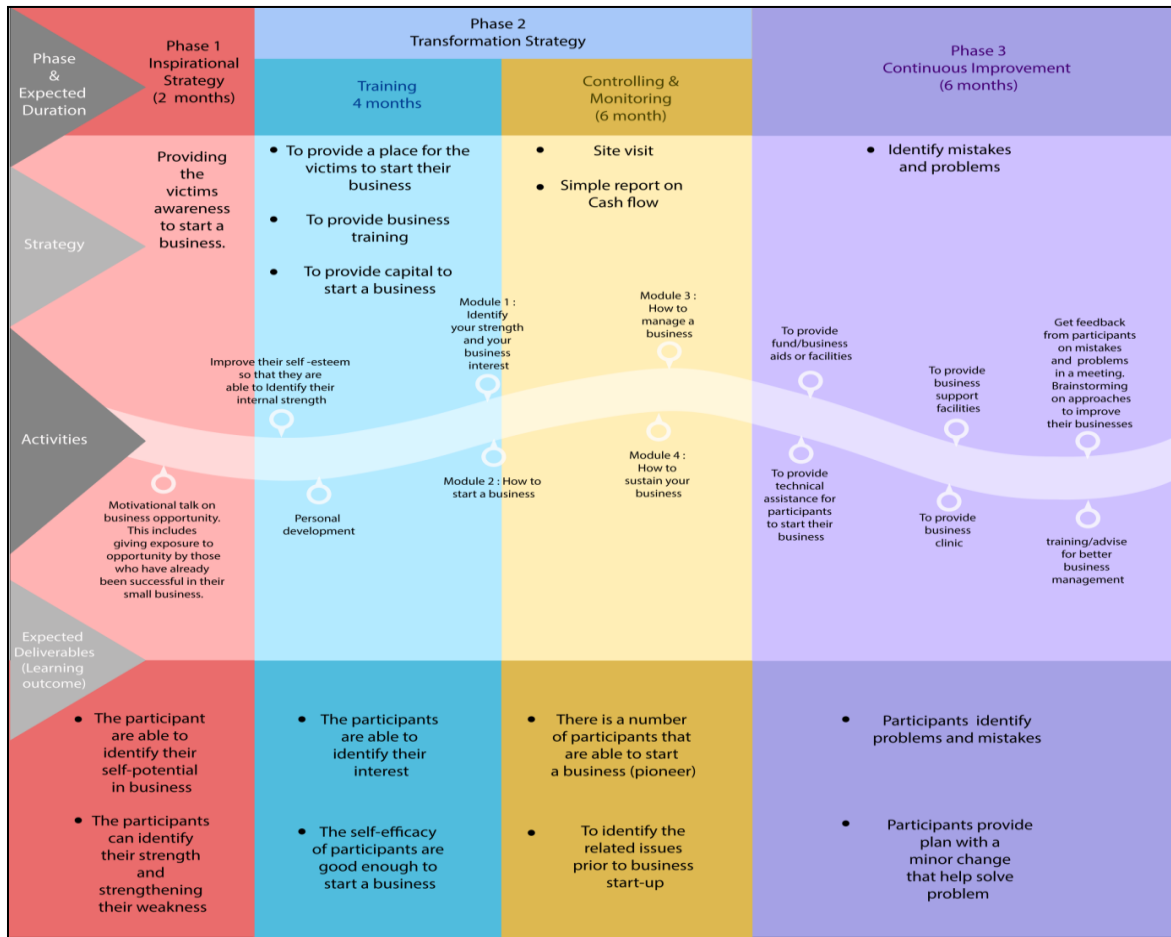 Phase
&
Expected
Duration
Phase 1
Inspirational
Strategy
(2 months)
Phase 2
Transformation Strategy
Training
4 months
Controlling &
Monitoring
(6 month)
Phase 3
Continuous Improvement
(6 months)
Strategy
Providing
the
victims
awareness
to start a
business.
• To provide a place for the
victims to start their
business
• To provide business
training
• To provide capital to
start a business
• Site visit
• Simple report on
Cash flow
• Identify mistakes
and problems
Activities
Motivational talk on
business opportunity.
This includes
giving exposure to
opportunity by those
who have already
been successful in their
small business.
Improve their self -esteem
so that they are
able to Identify their
internal strength
Personal
development
Module 1 :
Identify
your strength
and your
business
interest
Module 2 : How to
start a business
Module 3 :
How to
manage a
business
Module 4 :
How to
sustain your
business
To provide
fund/business
aids or facilities
To provide
technical
assistance for
participants
to start their
business
To provide
business
support
facilities
To provide
business
clinic
Get feedback
from participants
on mistakes
and problems
in a meeting.
Brainstorming
on approaches
to improve
their businesses
training/advise
for better
business
management
Expected
Deliverables
(Learning
outcome)
• The participant
are able to
identify their
self-potential
in business
• The participants
can identify
their strength
and
strengthening
their weakness
• The participants
are able to
identify their
interest
• The self-efficacy
of participants are
good enough to
start a business
• There is a number
of participants that
are able to start
a business (pioneer)
• To identify the
related issues
prior to business
start-up
• Participants identify
problems and mistakes
• Participants provide
plan with a
minor change
that help solve
problem